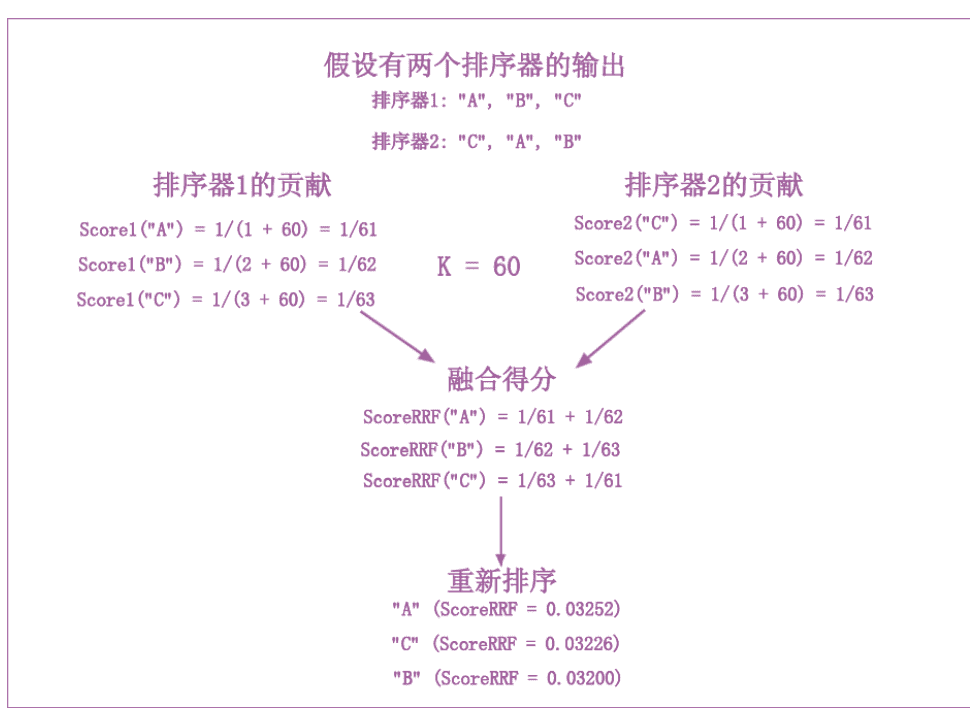 假设有两个排序器的输出
排序器1: "A", "B", "C"
排序器2: "C", "A", "B"
排序器1的贡献
Score1("A") = 1/(1 + 60) = 1/61
Score1("B") = 1/(2 + 60) = 1/62
Score1("C") = 1/(3 + 60) = 1/63
K = 60
排序器2的贡献
Score2("C") = 1/(1 + 60) = 1/61
Score2("A") = 1/(2 + 60) = 1/62
Score2("B") = 1/(3 + 60) = 1/63
融合得分
ScoreRRF("A") = 1/61 + 1/62
ScoreRRF("B") = 1/62 + 1/63
ScoreRRF("C") = 1/63 + 1/61
重新排序
"A" (ScoreRRF = 0.03252)
"C" (ScoreRRF = 0.03226)
"B" (ScoreRRF = 0.03200)